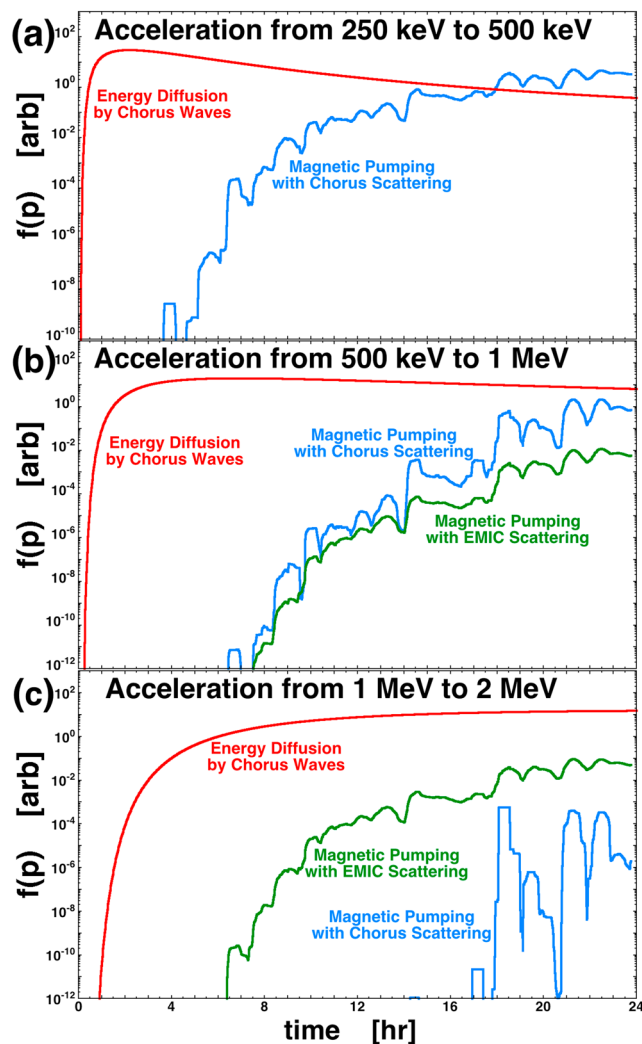 (a) Acceleration from 250 keV to 500 keV
10²
10⁰
10⁻²
10⁻⁴
10⁻⁶
10⁻⁸
10⁻¹⁰
f(p) [arb]
Energy Diffusion
by Chorus Waves
Magnetic Pumping
with Chorus Scattering
(b) Acceleration from 500 keV to 1 MeV
10²
10⁰
10⁻²
10⁻⁴
10⁻⁶
10⁻⁸
10⁻¹⁰
10⁻¹²
f(p) [arb]
Energy Diffusion
by Chorus Waves
Magnetic Pumping
with Chorus Scattering
Magnetic Pumping
with EMIC Scattering
(c) Acceleration from 1 MeV to 2 MeV
10²
10⁰
10⁻²
10⁻⁴
10⁻⁶
10⁻⁸
10⁻¹⁰
10⁻¹²
f(p) [arb]
Energy Diffusion
by Chorus Waves
Magnetic Pumping
with EMIC Scattering
Magnetic Pumping
with Chorus Scattering
0 4 8 12 16 20 24
time [hr]